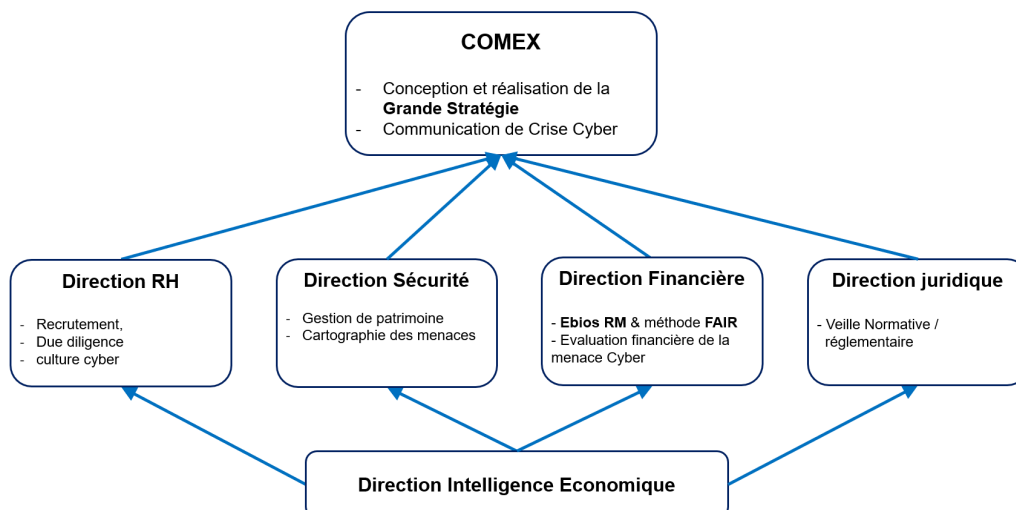 COMEX
- Conception et réalisation de la
Grande Stratégie
- Communication de Crise Cyber
Direction RH
- Recrutement,
- Due diligence
- culture cyber
Direction Sécurité
- Gestion de patrimoine
- Cartographie des menaces
Direction Financière
- Ebios RM & méthode FAIR
- Evaluation financière de la
menace Cyber
Direction juridique
- Veille Normative /
réglementaire
Direction Intelligence Economique